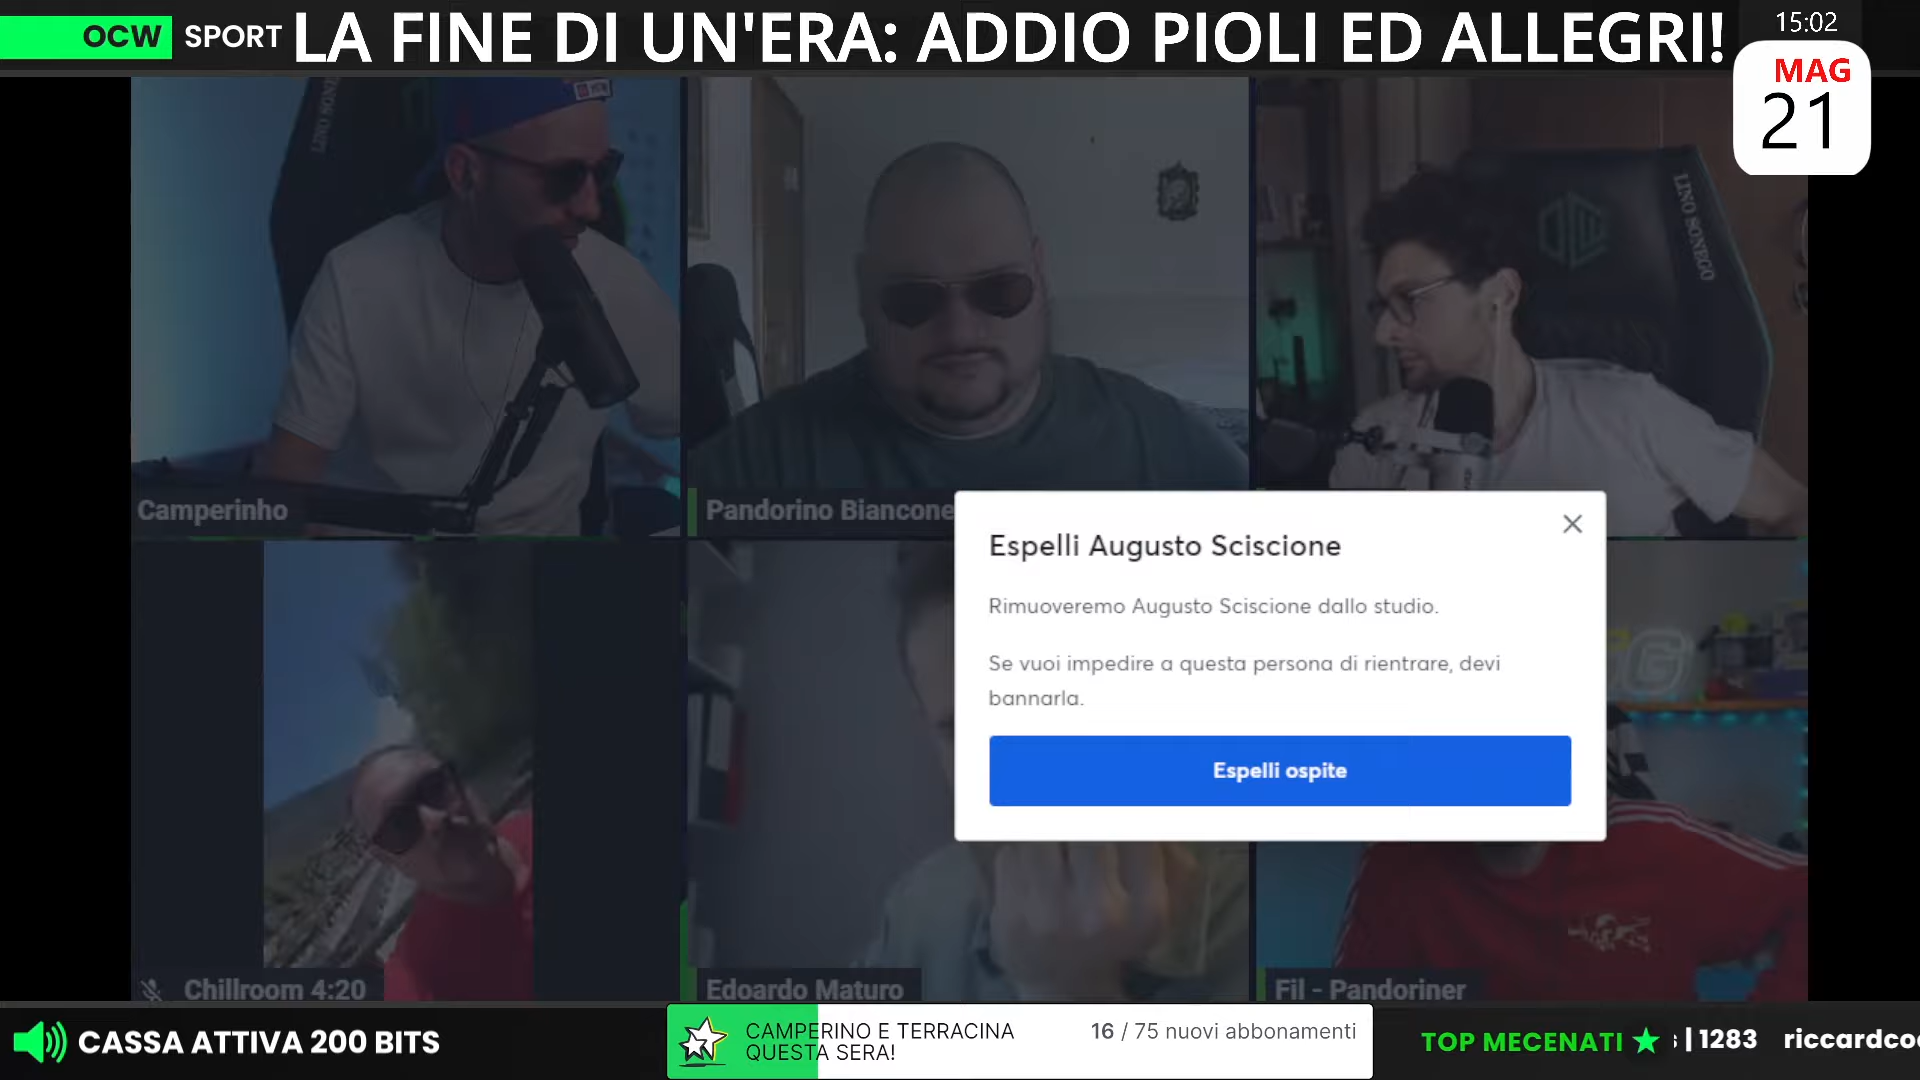 OCW SPORT LA FINE DI UN'ERA: ADDIO PIOLI ED ALLEGRI!
15:02
MAG
21
LINO SONEGO
Camperinho
Pandorino Biancone
Espelli Augusto Sciscione
Rimuoveremo Augusto Sciscione dallo studio.
Se vuoi impedire a questa persona di rientrare, devi
bannarla.
Espelli ospite
Chillroom 4:20
Edoardo Maturo
Fil - Pandoriner
CASSA ATTIVA 200 BITS
CAMPERINO E TERRACINA
QUESTA SERA!
16 / 75 nuovi abbonamenti
TOP MECENATI
| 1283
riccardco